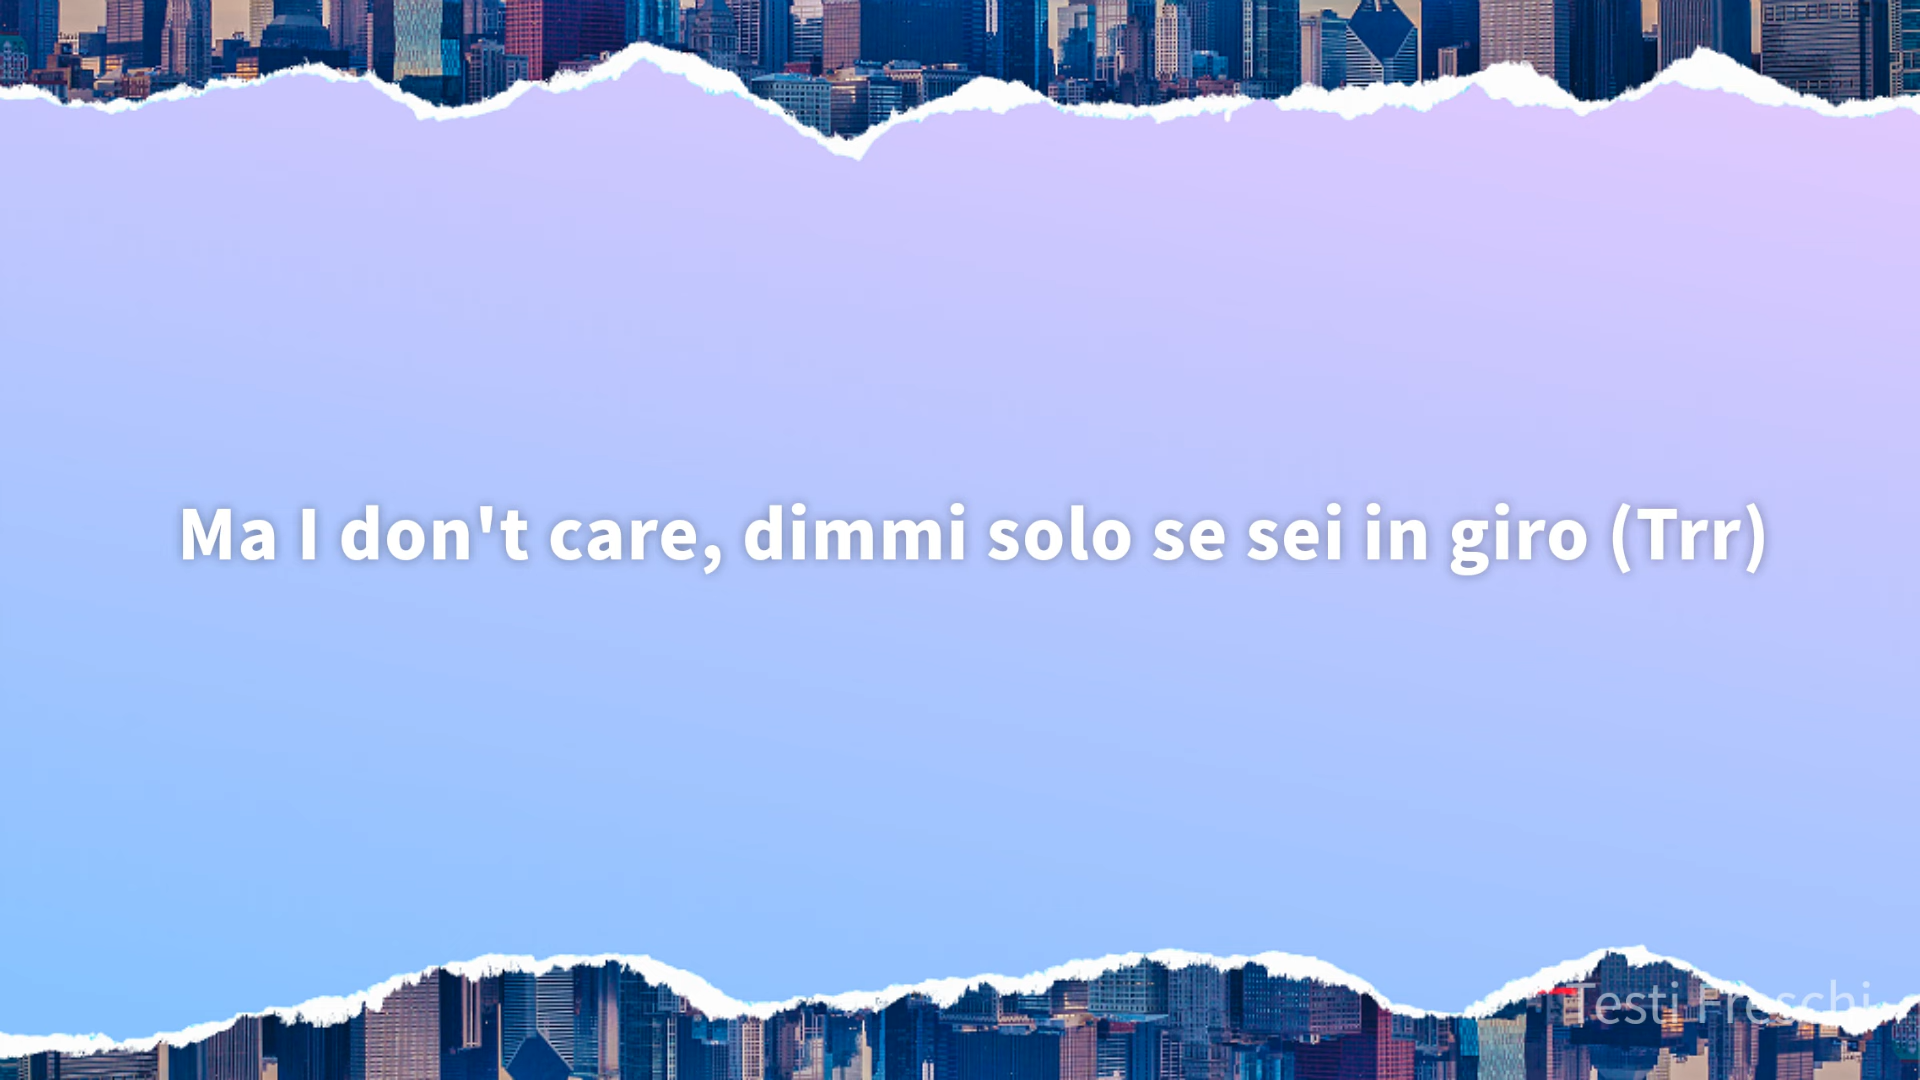 Ma I don't care, dimmi solo se sei in giro (Trr)
Testi Freschi